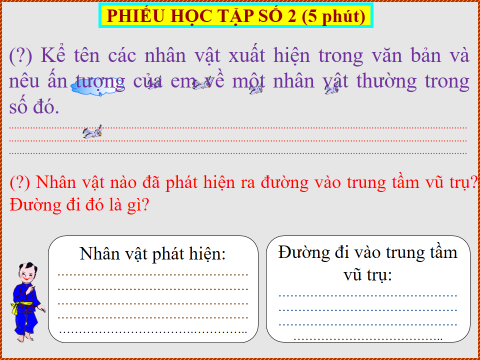 PHIẾU HỌC TẬP SỐ 2 (5 phút)
(?) Kể tên các nhân vật xuất hiện trong văn bản và
nêu ấn tượng của em về một nhân vật thường trong
số đó.
(?) Nhân vật nào đã phát hiện ra đường vào trung tầm vũ trụ?
Đường đi đó là gì?
Nhân vật phát hiện:
Đường đi vào trung tầm
vũ trụ: